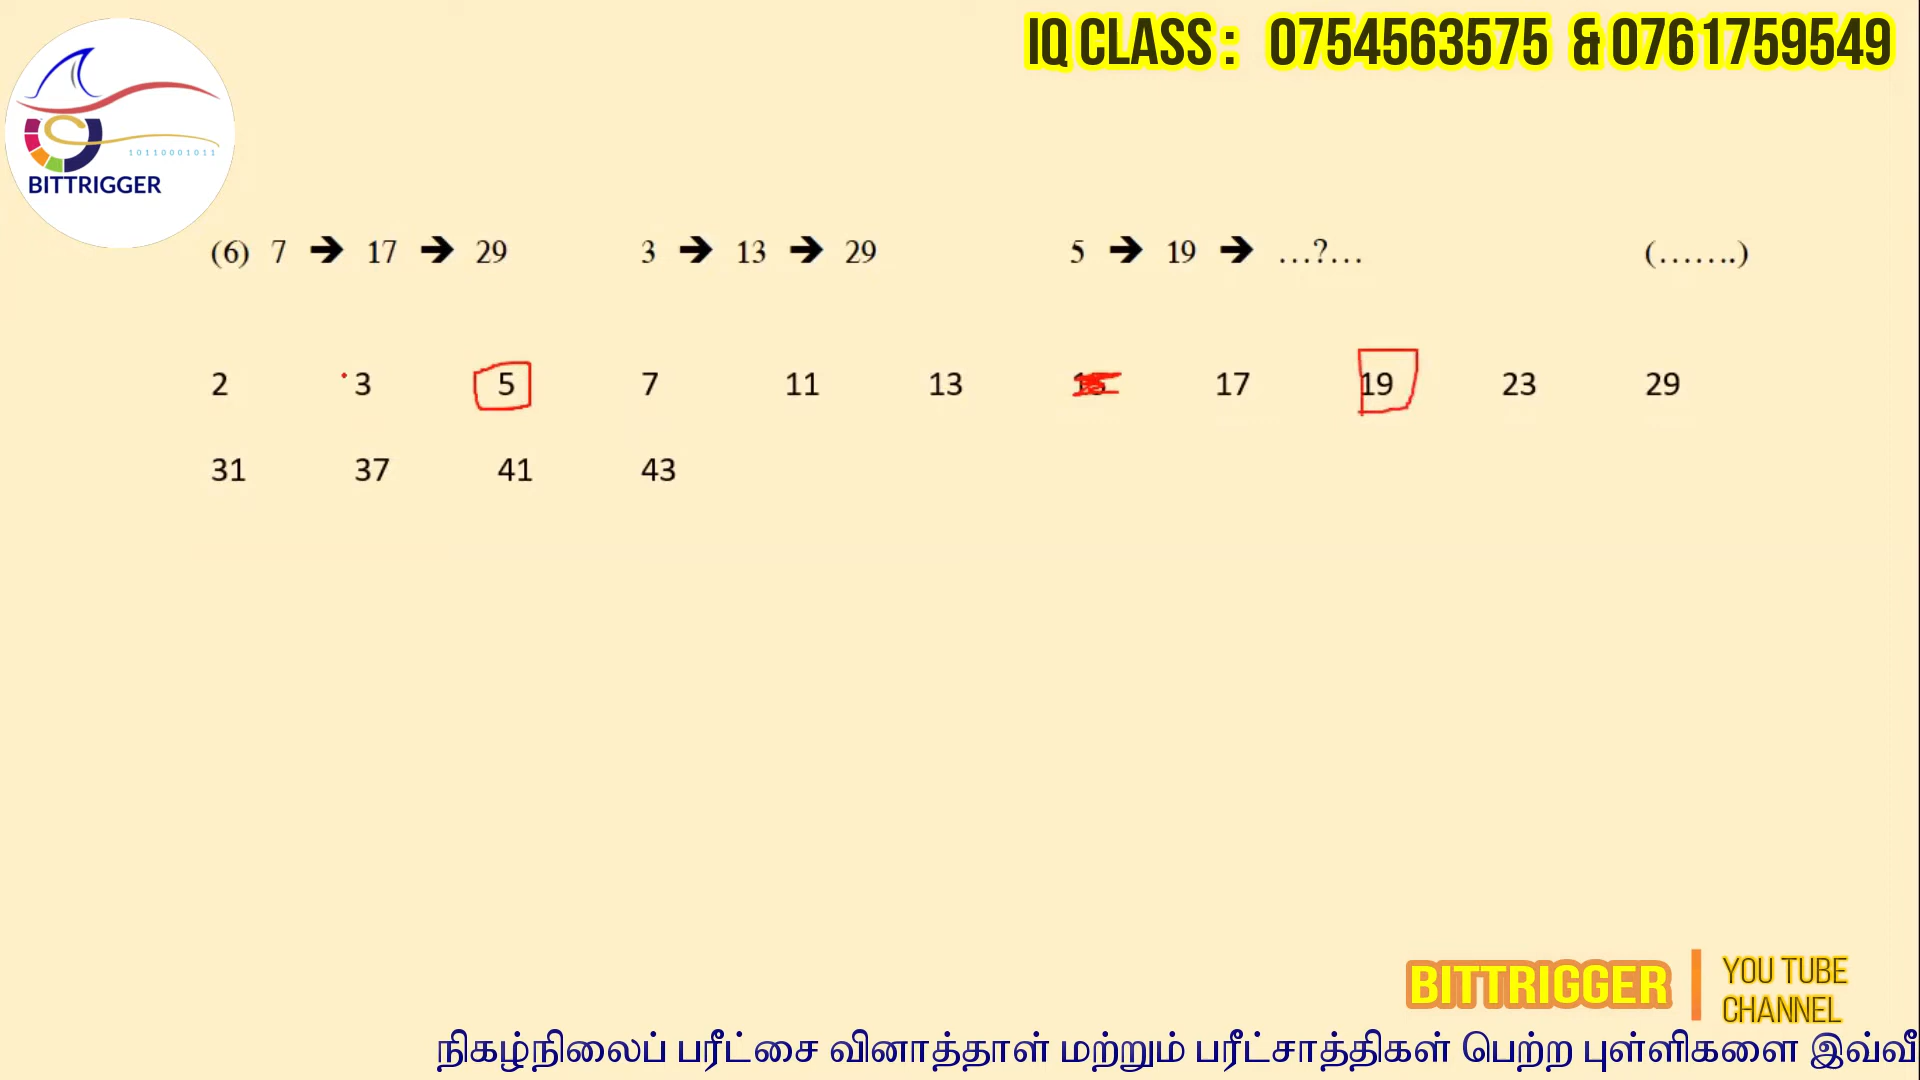 IQ CLASS : 0754563575 & 0761759549
10110001011
BITTRIGGER
(6) 7 ➔ 17 ➔ 29 3 ➔ 13 ➔ 29 5 ➔ 19 ➔ …?… (…….)
2 3 5 7 11 13 17 19 23 29
31 37 41 43
BITTRIGGER | YOU TUBE
CHANNEL
நிகழ்நிலைப் பரீட்சை வினாத்தாள் மற்றும் பரீட்சாத்திகள் பெற்ற புள்ளிகளை இவ்வீ